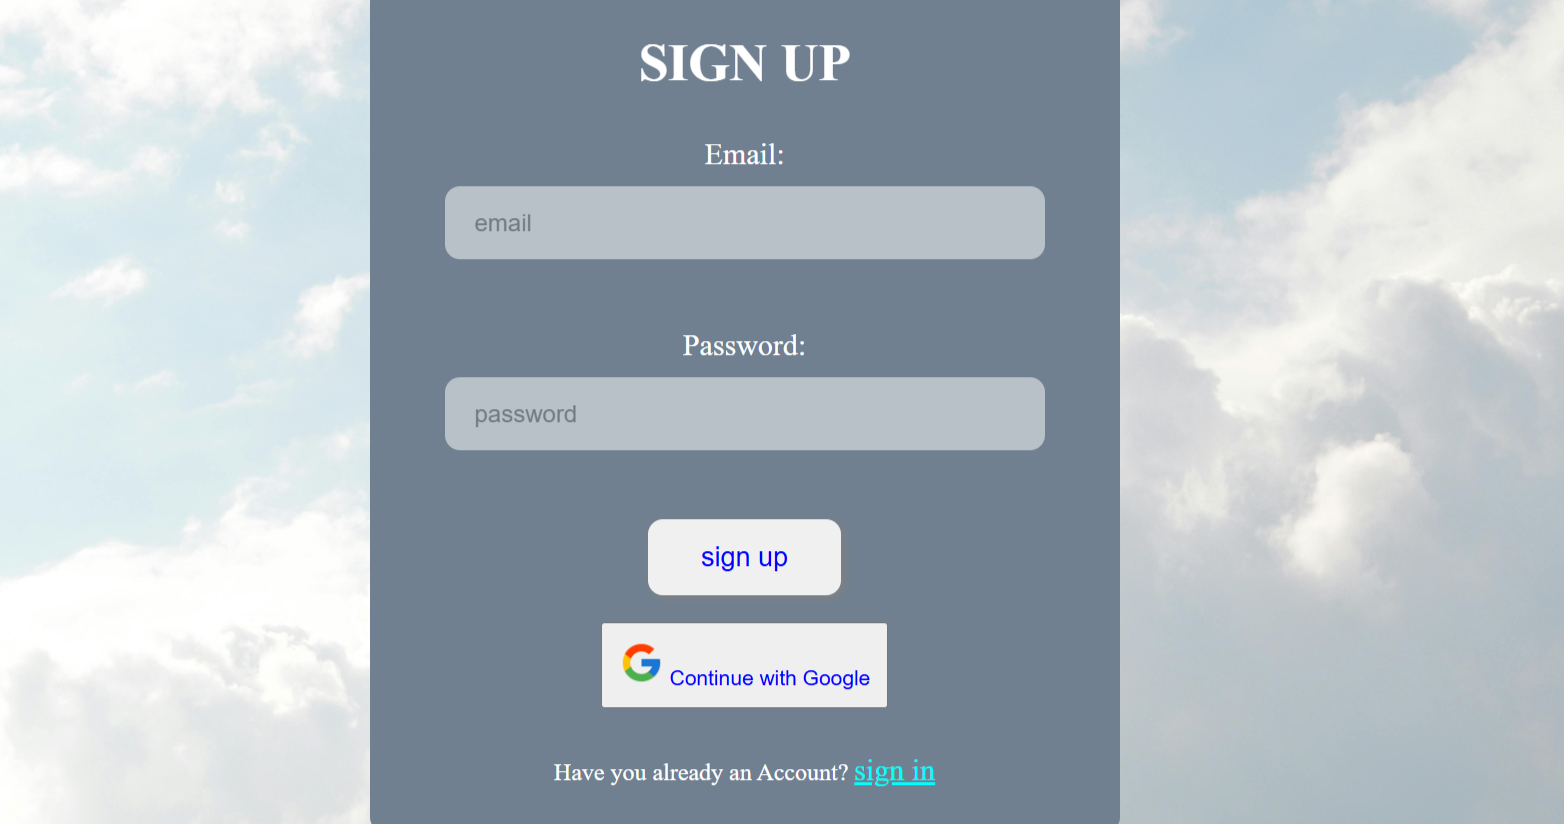 SIGN UP
Email:
email
Password:
password
sign up
Continue with Google
Have you already an Account? sign in